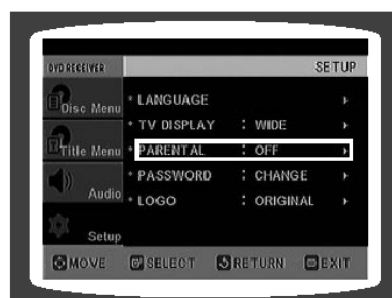 DVD RECEIVER SETUP
Disc Menu
Title Menu
Audio
Setup
• LANGUAGE
• TV DISPLAY : WIDE
• PARENTAL : OFF
• PASSWORD : CHANGE
• LOGO : ORIGINAL
MOVE SELECT RETURN EXIT